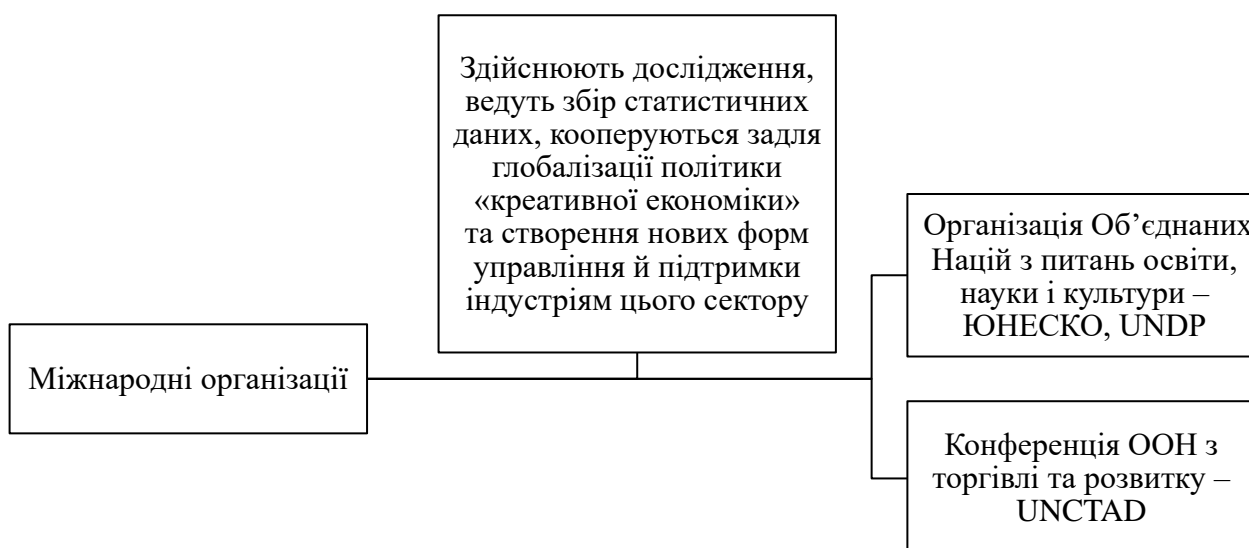 Здійснюють дослідження,
ведуть збір статистичних
даних, кооперуються задля
глобалізації політики
«креативної економіки»
та створення нових форм
управління й підтримки
індустріям цього сектору
Міжнародні організації
Організація Об’єднаних
Націй з питань освіти,
науки і культури –
ЮНЕСКО, UNDP
Конференція ООН з
торгівлі та розвитку –
UNCTAD